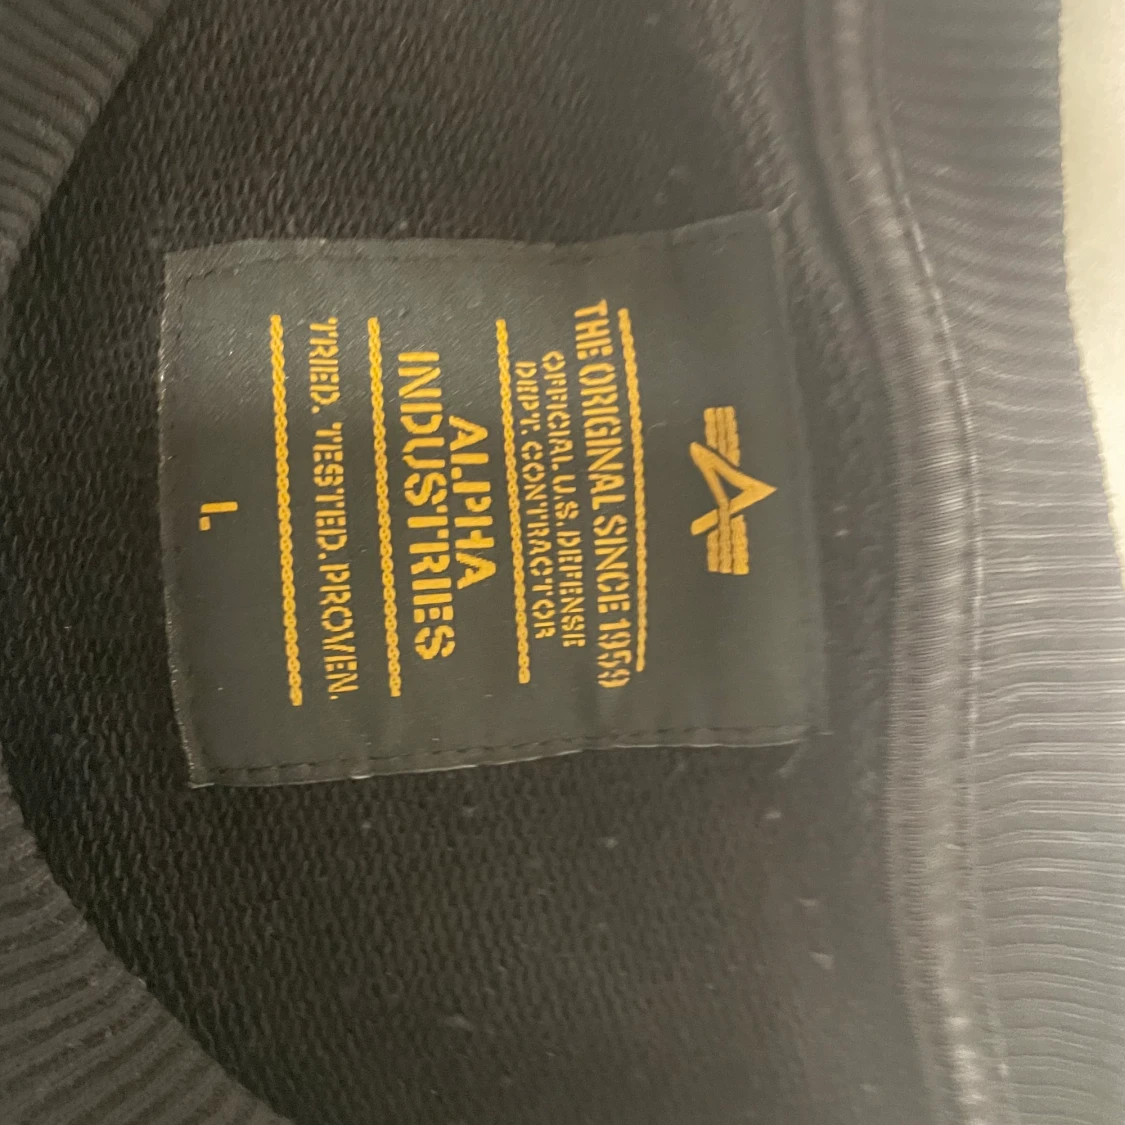 THE ORIGINAL SINCE 1959
OFFICIAL U.S. DEFENSE
DEPT. CONTRACTOR
ALPHA
INDUSTRIES
TRIED. TESTED. PROVEN.
L